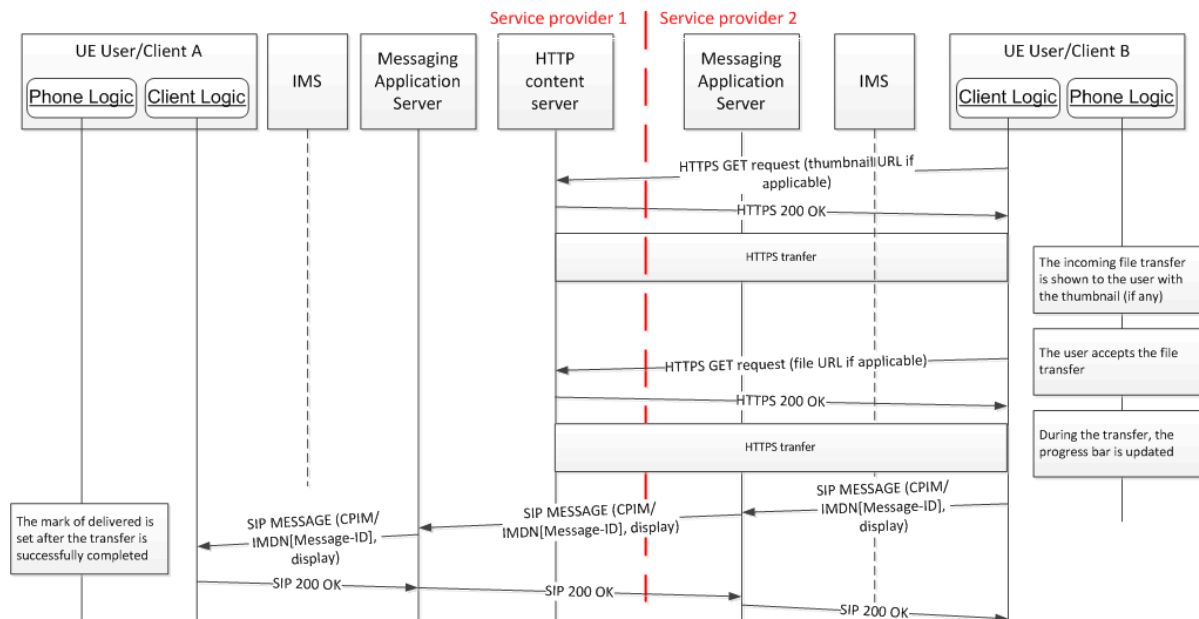 Service provider 1
Service provider 2
UE User/Client A
Phone Logic
Client Logic
IMS
Messaging
Application
Server
HTTP
content
server
Messaging
Application
Server
IMS
UE User/Client B
Client Logic
Phone Logic
HTTPS GET request (thumbnail URL if
applicable)
HTTPS 200 OK
HTTPS tranfer
The incoming file transfer
is shown to the user with
the thumbnail (if any)
The user accepts the file
transfer
HTTPS GET request (file URL if applicable)
HTTPS 200 OK
During the transfer, the
progress bar is updated
HTTPS tranfer
SIP MESSAGE (CPIM/
IMDN[Message-ID],
display)
SIP MESSAGE (CPIM/
IMDN[Message-ID],
display)
SIP MESSAGE (CPIM/
IMDN[Message-ID],
display)
The mark of delivered is
set after the transfer is
successfully completed
SIP 200 OK
SIP 200 OK
SIP 200 OK